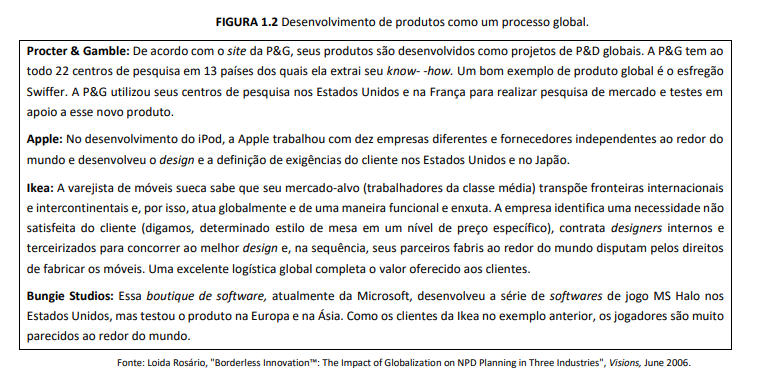 FIGURA 1.2 Desenvolvimento de produtos como um processo global.
Procter & Gamble: De acordo com o site da P&G, seus produtos são desenvolvidos como projetos de P&D globais. A P&G tem ao
todo 22 centros de pesquisa em 13 países dos quais ela extrai seu know- -how. Um bom exemplo de produto global é o esfregão
Swiffer. A P&G utilizou seus centros de pesquisa nos Estados Unidos e na França para realizar pesquisa de mercado e testes em
apoio a esse novo produto.
Apple: No desenvolvimento do iPod, a Apple trabalhou com dez empresas diferentes e fornecedores independentes ao redor do
mundo e desenvolveu o design e a definição de exigências do cliente nos Estados Unidos e no Japão.
Ikea: A varejista de móveis sueca sabe que seu mercado-alvo (trabalhadores da classe média) transpõe fronteiras internacionais
e intercontinentais e, por isso, atua globalmente e de uma maneira funcional e enxuta. A empresa identifica uma necessidade não
satisfeita do cliente (digamos, determinado estilo de mesa em um nível de preço específico), contrata designers internos e
terceirizados para concorrer ao melhor design e, na sequência, seus parceiros fabris ao redor do mundo disputam pelos direitos
de fabricar os móveis. Uma excelente logística global completa o valor oferecido aos clientes.
Bungie Studios: Essa boutique de software, atualmente da Microsoft, desenvolveu a série de softwares de jogo MS Halo nos
Estados Unidos, mas testou o produto na Europa e na Ásia. Como os clientes da Ikea no exemplo anterior, os jogadores são muito
parecidos ao redor do mundo.
Fonte: Loida Rosário, "Borderless Innovation™: The Impact of Globalization on NPD Planning in Three Industries", Visions, June 2006.